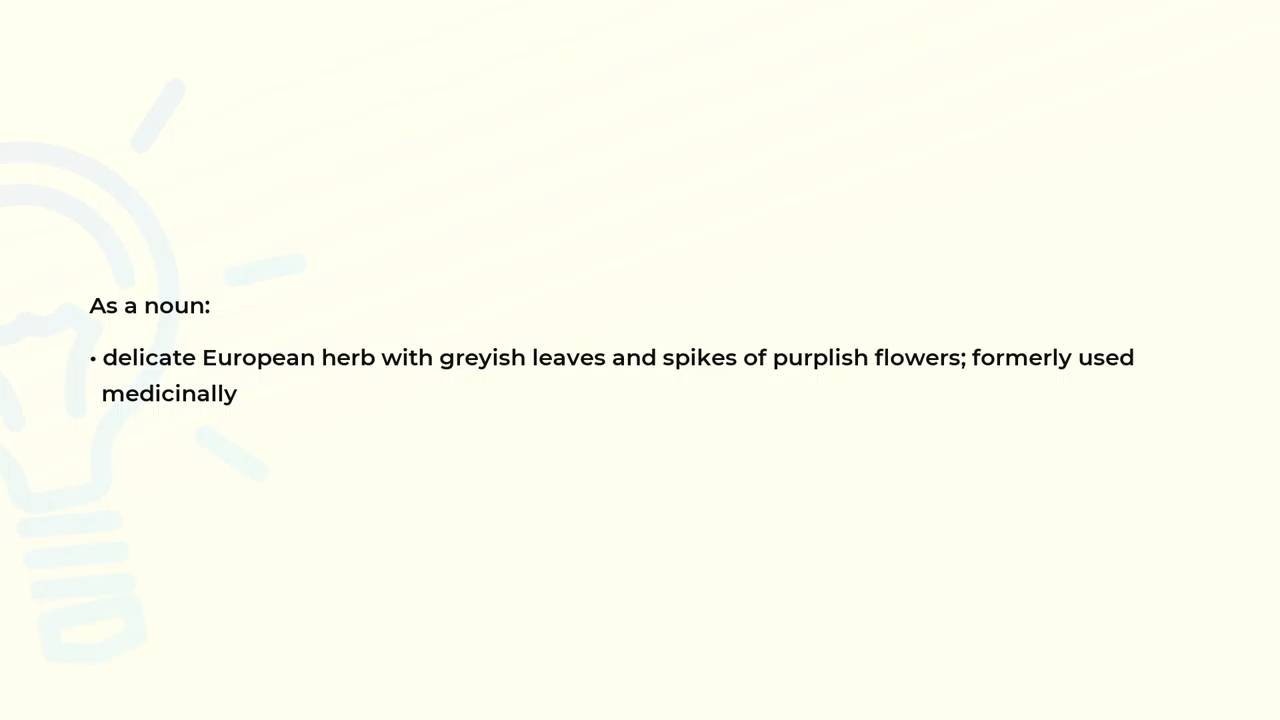 As a noun:
• delicate European herb with greyish leaves and spikes of purplish flowers; formerly used
medicinally